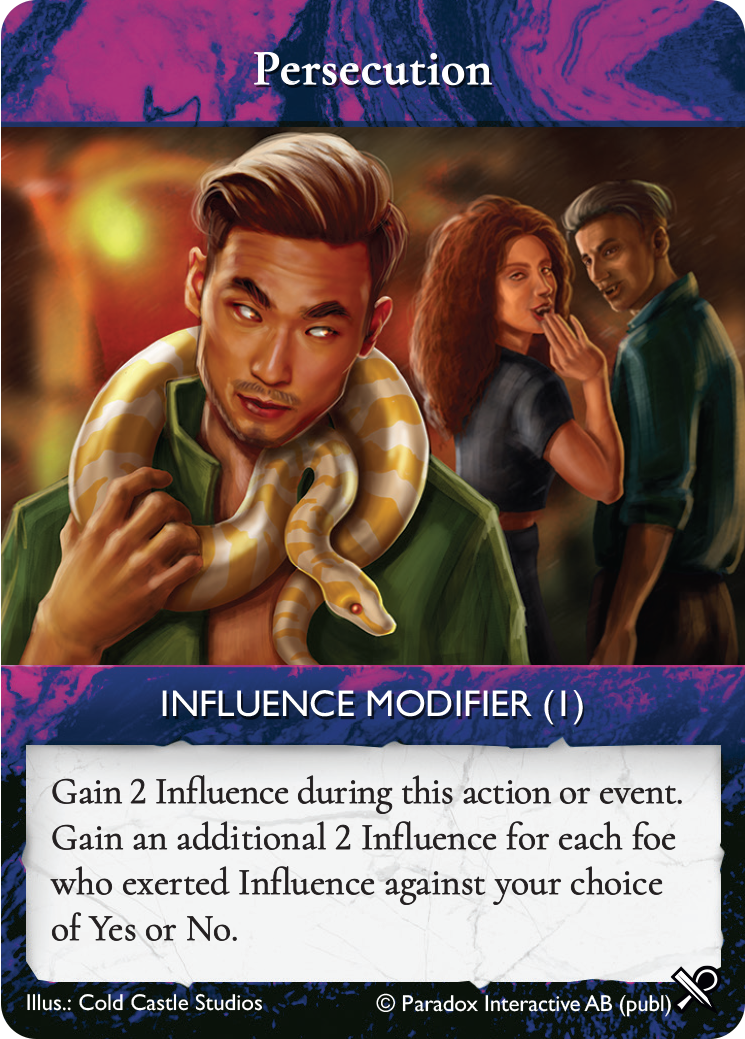 Persecution
INFLUENCE MODIFIER (1)
Gain 2 Influence during this action or event.
Gain an additional 2 Influence for each foe
who exerted Influence against your choice
of Yes or No.
Illus.: Cold Castle Studios
© Paradox Interactive AB (publ)